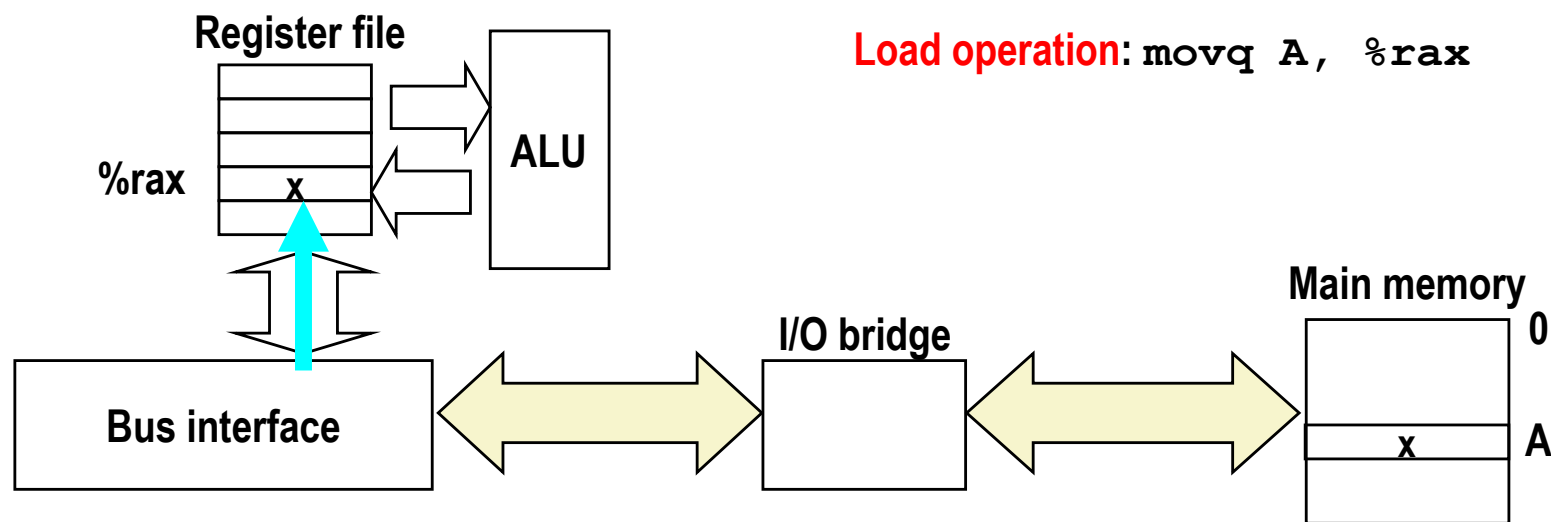 Register file
Load operation: movq A, %rax
ALU
%rax
x
Main memory
0
I/O bridge
Bus interface
x
A